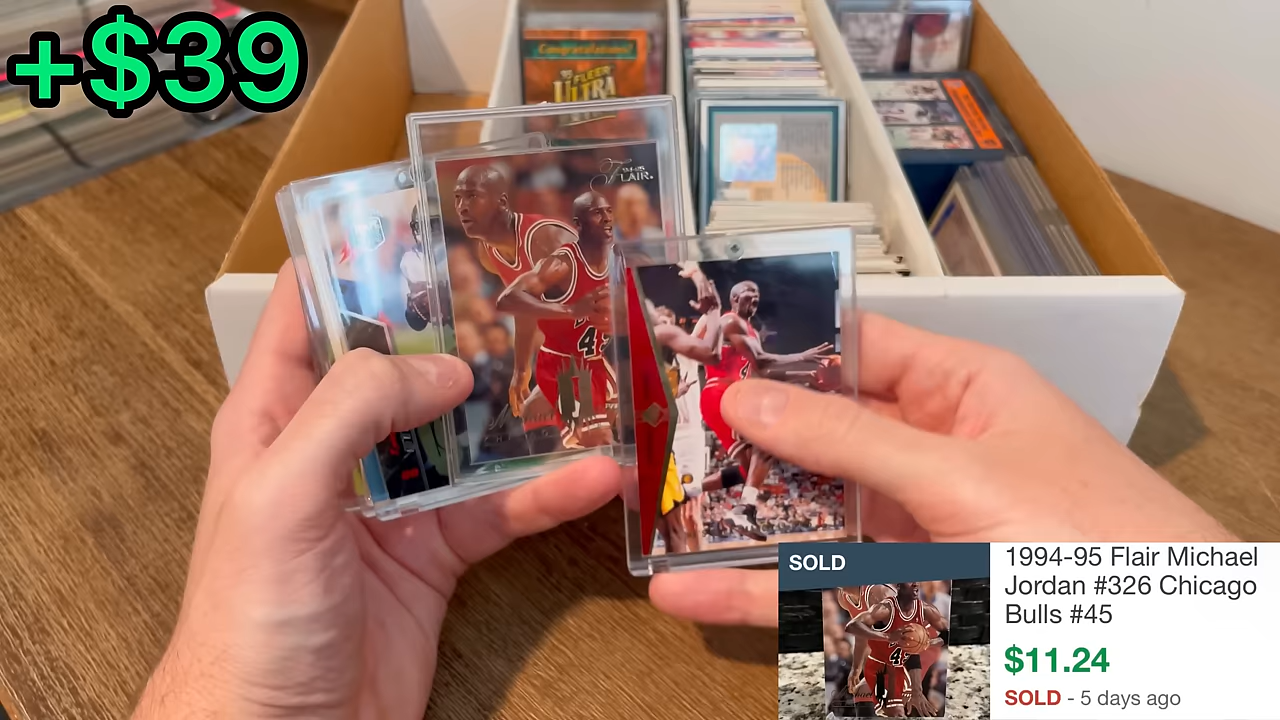 +$39
Congratulations!
FLEER
ULTRA
FLAIR
SOLD
1994-95 Flair Michael
Jordan #326 Chicago
Bulls #45
$11.24
SOLD - 5 days ago